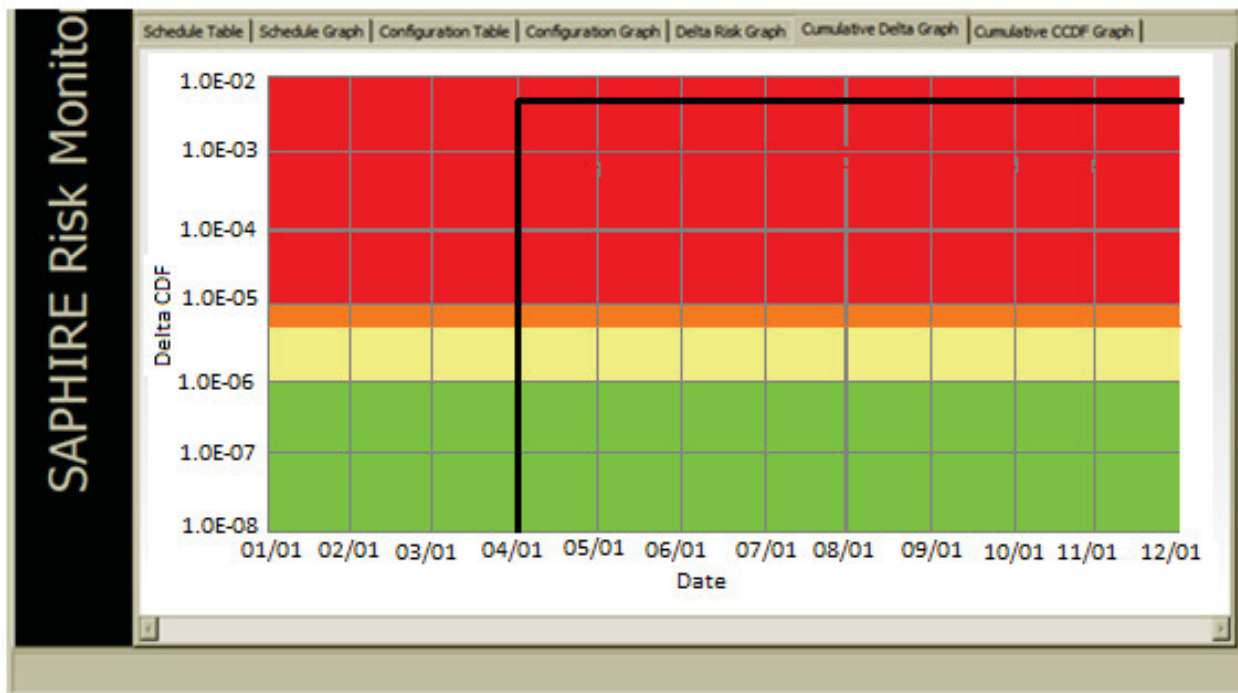 SAPHIRE Risk Monito
Schedule Table | Schedule Graph | Configuration Table | Configuration Graph | Delta Risk Graph | Cumulative Delta Graph | Cumulative CCDF Graph |
Delta CDF
1.0E-02
1.0E-03
1.0E-04
1.0E-05
1.0E-06
1.0E-07
1.0E-08
01/01 02/01 03/01 04/01 05/01 06/01 07/01 08/01 09/01 10/01 11/01 12/01
Date